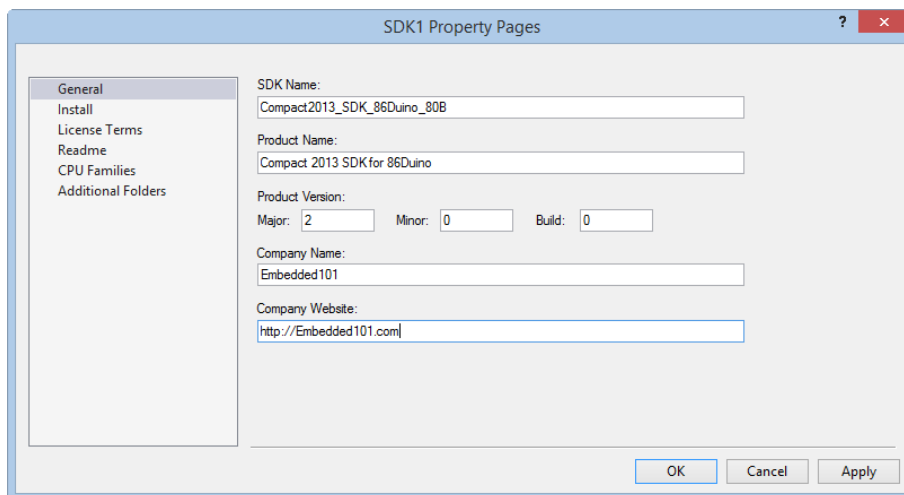 SDK1 Property Pages
?
×
General
Install
License Terms
Readme
CPU Families
Additional Folders
SDK Name:
Compact2013_SDK_86Duino_80B
Product Name:
Compact 2013 SDK for 86Duino
Product Version:
Major: 2 Minor: 0 Build: 0
Company Name:
Embedded101
Company Website:
http://Embedded101.com
OK Cancel Apply